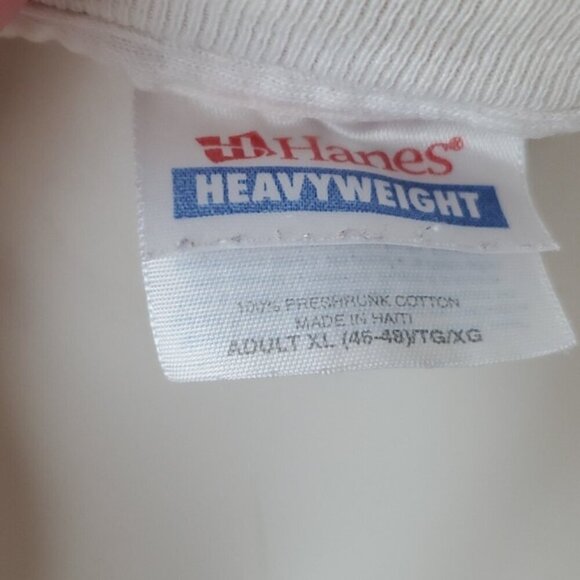 Hanes®
HEAVYWEIGHT
100% PRESHRUNK COTTON
MADE IN HAITI
ADULT XL (46-48)/TG/XG